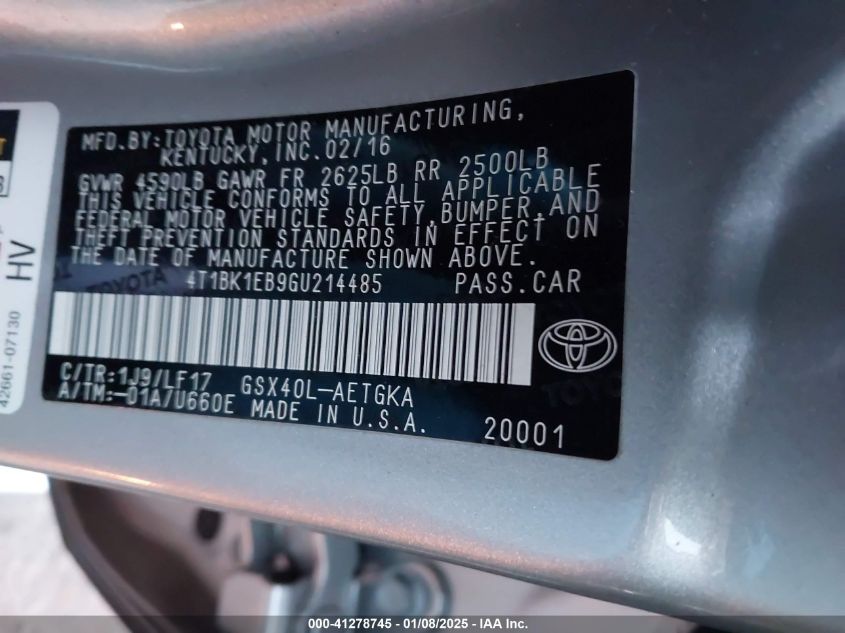 MFD.BY:TOYOTA MOTOR MANUFACTURING,
KENTUCKY,INC.02/16
GVWR 4590LB GAWR FR 2625LB RR 2500LB
THIS VEHICLE CONFORMS TO ALL APPLICABLE
FEDERAL MOTOR VEHICLE SAFETY,BUMPER,AND
THEFT PREVENTION STANDARDS IN EFFECT ON
THE DATE OF MANUFACTURE SHOWN ABOVE.
4T1BK1EB9GU214485 PASS.CAR
C/TR:1J9/LF17 GSX40L-AETGKA
A/TM:-01A/U660E MADE IN U.S.A.
20001
HV
42661-07130
TOYOTA
000-41278745 - 01/08/2025 - IAA Inc.